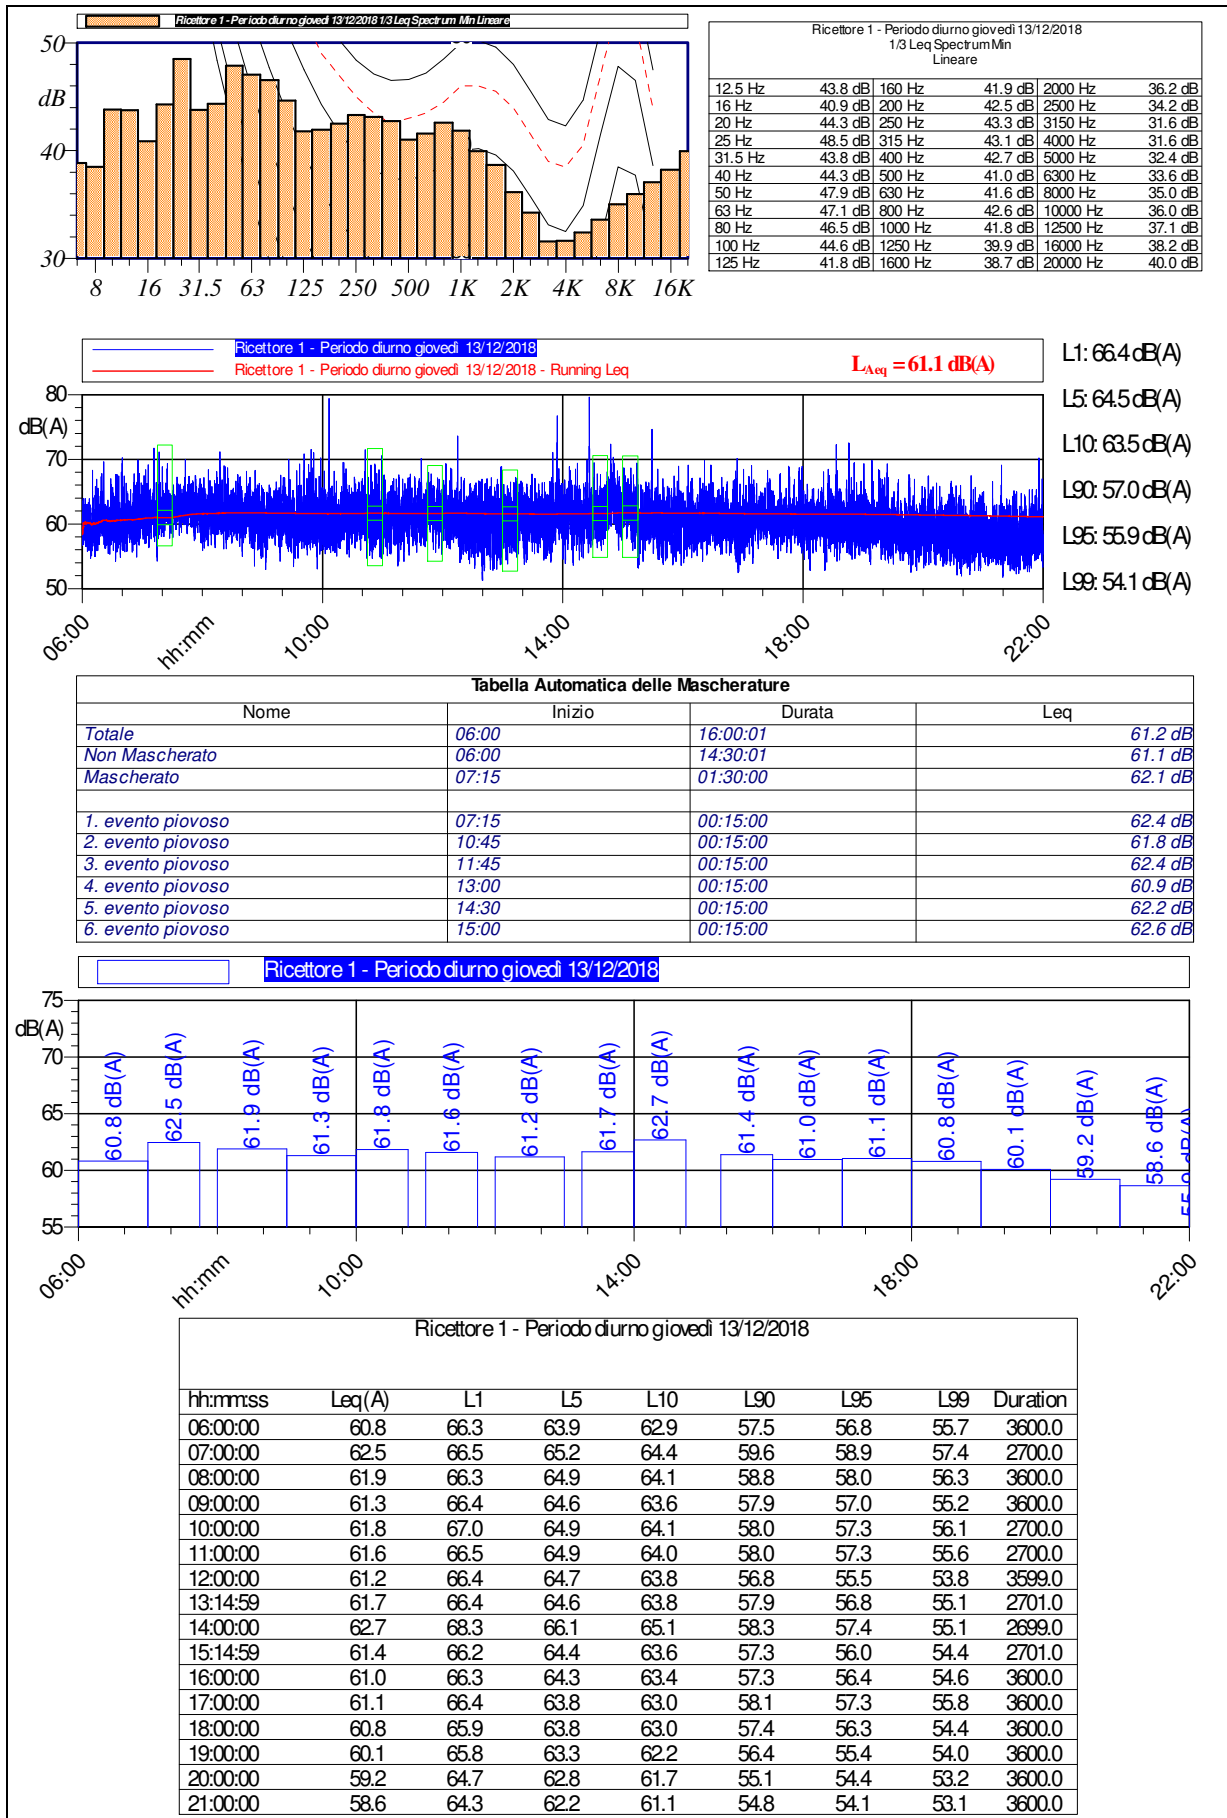 Ricettore 1 - Periodo diurno giovedì 13/12/2018 1/3 Leq Spectrum Min Lineare
50
dB
40
30
8 16 31.5 63 125 250 500 1K 2K 4K 8K 16K
Ricettore 1 - Periodo diurno giovedì 13/12/2018
1/3 Leq Spectrum Min
Lineare
12.5 Hz 43.8 dB 160 Hz 41.9 dB 2000 Hz 36.2 dB
16 Hz 40.9 dB 200 Hz 42.5 dB 2500 Hz 34.2 dB
20 Hz 44.3 dB 250 Hz 43.3 dB 3150 Hz 31.6 dB
25 Hz 48.5 dB 315 Hz 43.1 dB 4000 Hz 31.6 dB
31.5 Hz 43.8 dB 400 Hz 42.7 dB 5000 Hz 32.4 dB
40 Hz 44.3 dB 500 Hz 41.0 dB 6300 Hz 33.6 dB
50 Hz 47.9 dB 630 Hz 41.6 dB 8000 Hz 35.0 dB
63 Hz 47.1 dB 800 Hz 42.6 dB 10000 Hz 36.0 dB
80 Hz 46.5 dB 1000 Hz 41.8 dB 12500 Hz 37.1 dB
100 Hz 44.6 dB 1250 Hz 39.9 dB 16000 Hz 38.2 dB
125 Hz 41.8 dB 1600 Hz 38.7 dB 20000 Hz 40.0 dB
Ricettore 1 - Periodo diurno giovedì 13/12/2018
Ricettore 1 - Periodo diurno giovedì 13/12/2018 - Running Leq
LAeq = 61.1 dB(A)
80
dB(A)
70
60
50
06:00 hh:mm 10:00 14:00 18:00 22:00
L1: 66.4 dB(A)
L5: 64.5 dB(A)
L10: 63.5 dB(A)
L90: 57.0 dB(A)
L95: 55.9 dB(A)
L99: 54.1 dB(A)
Tabella Automatica delle Mascherature
Nome Inizio Durata Leq
Totale 06:00 16:00:01 61.2 dB
Non Mascherato 06:00 14:30:01 61.1 dB
Mascherato 07:15 01:30:00 62.1 dB
1. evento piovoso 07:15 00:15:00 62.4 dB
2. evento piovoso 10:45 00:15:00 61.8 dB
3. evento piovoso 11:45 00:15:00 62.4 dB
4. evento piovoso 13:00 00:15:00 60.9 dB
5. evento piovoso 14:30 00:15:00 62.2 dB
6. evento piovoso 15:00 00:15:00 62.6 dB
Ricettore 1 - Periodo diurno giovedì 13/12/2018
75
dB(A)
70
65
60
55
60.8 dB(A)
62.5 dB(A)
61.9 dB(A)
61.3 dB(A)
61.8 dB(A)
61.6 dB(A)
61.2 dB(A)
61.7 dB(A)
62.7 dB(A)
61.4 dB(A)
61.0 dB(A)
61.1 dB(A)
60.8 dB(A)
60.1 dB(A)
59.2 dB(A)
58.6 dB(A)
06:00 hh:mm 10:00 14:00 18:00 22:00
Ricettore 1 - Periodo diurno giovedì 13/12/2018
hh:mm:ss Leq(A) L1 L5 L10 L90 L95 L99 Duration
06:00:00 60.8 66.3 63.9 62.9 57.5 56.8 55.7 3600.0
07:00:00 62.5 66.5 65.2 64.4 59.6 58.9 57.4 2700.0
08:00:00 61.9 66.3 64.9 64.1 58.8 58.0 56.3 3600.0
09:00:00 61.3 66.4 64.6 63.6 57.9 57.0 55.2 3600.0
10:00:00 61.8 67.0 64.9 64.1 58.0 57.3 56.1 2700.0
11:00:00 61.6 66.5 64.9 64.0 58.0 57.3 55.6 2700.0
12:00:00 61.2 66.4 64.7 63.8 56.8 55.5 53.8 3599.0
13:14:59 61.7 66.4 64.6 63.8 57.9 56.8 55.1 2701.0
14:00:00 62.7 68.3 66.1 65.1 58.3 57.4 55.1 2699.0
15:14:59 61.4 66.2 64.4 63.6 57.3 56.0 54.4 2701.0
16:00:00 61.0 66.3 64.3 63.4 57.3 56.4 54.6 3600.0
17:00:00 61.1 66.4 63.8 63.0 58.1 57.3 55.8 3600.0
18:00:00 60.8 65.9 63.8 63.0 57.4 56.3 54.4 3600.0
19:00:00 60.1 65.8 63.3 62.2 56.4 55.4 54.0 3600.0
20:00:00 59.2 64.7 62.8 61.7 55.1 54.4 53.2 3600.0
21:00:00 58.6 64.3 62.2 61.1 54.8 54.1 53.1 3600.0